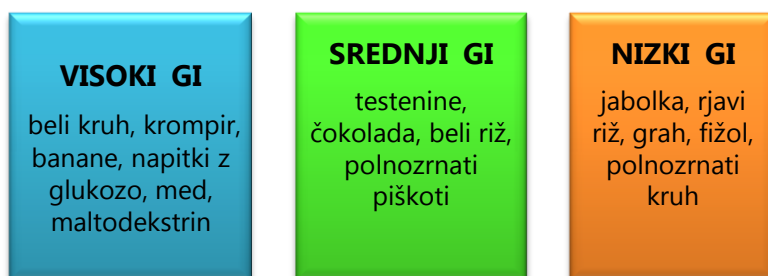 VISOKI GI
beli kruh, krompir,
banane, napitki z
glukozo, med,
maltodekstrin
SREDNJI GI
testenine,
čokolada, beli riž,
polnozrnati
piškoti
NIZKI GI
jabolka, rjavi
riž, grah, fižol,
polnozrnati
kruh